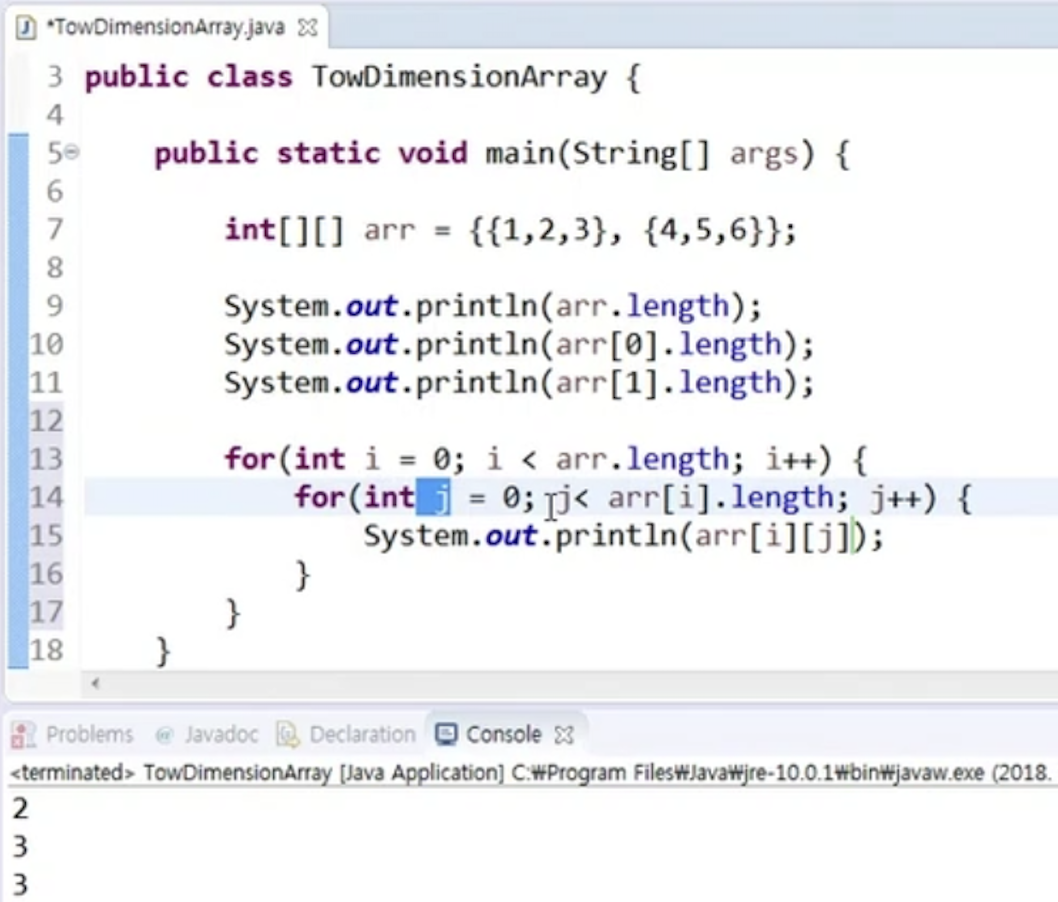 *TowDimensionArray.java
3 public class TowDimensionArray {
4
5 public static void main(String[] args) {
6
7 int[][] arr = {{1,2,3}, {4,5,6}};
8
9 System.out.println(arr.length);
10 System.out.println(arr[0].length);
11 System.out.println(arr[1].length);
12
13 for(int i = 0; i < arr.length; i++) {
14 for(int j = 0; j< arr[i].length; j++) {
15 System.out.println(arr[i][j]);
16 }
17 }
18 }
Problems @ Javadoc Declaration Console
<terminated> TowDimensionArray [Java Application] C:₩Program Files₩Java₩jre-10.0.1₩bin₩javaw.exe (2018.
2
3
3